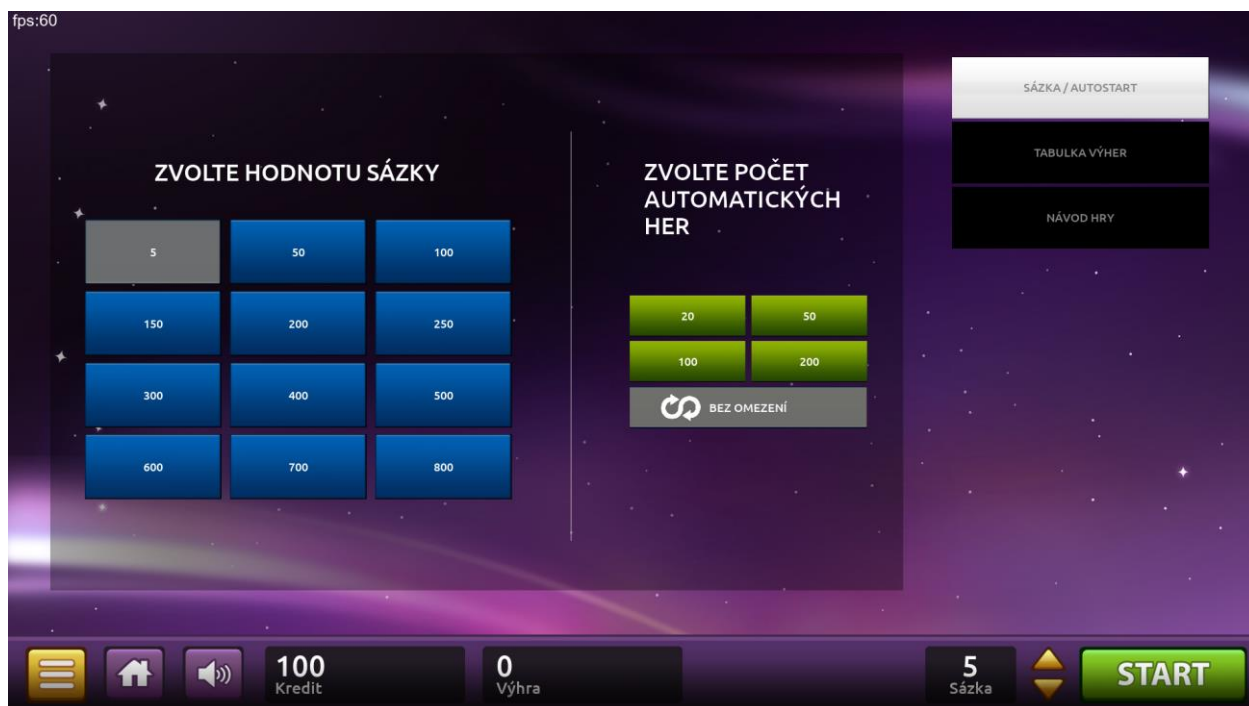 fps:60
ZVOLTE HODNOTU SÁZKY
5 50 100
150 200 250
300 400 500
600 700 800
ZVOLTE POČET
AUTOMATICKÝCH
HER
20 50
100 200
BEZ OMEZENÍ
SÁZKA / AUTOSTART
TABULKA VÝHER
NÁVOD HRY
100
Kredit
0
Výhra
5
Sázka
START